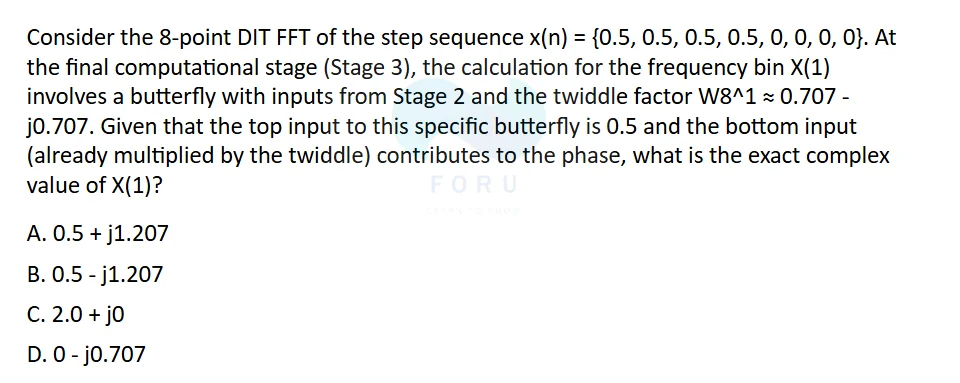 Consider the 8-point DIT FFT of the step sequence x(n) = {0.5, 0.5, 0.5, 0.5, 0, 0, 0, 0}. At
the final computational stage (Stage 3), the calculation for the frequency bin X(1)
involves a butterfly with inputs from Stage 2 and the twiddle factor W8^1 ≈ 0.707 -
j0.707. Given that the top input to this specific butterfly is 0.5 and the bottom input
(already multiplied by the twiddle) contributes to the phase, what is the exact complex
value of X(1)?
FORU
A. 0.5 + j1.207
B. 0.5 - j1.207
C. 2.0 + j0
D. 0 - j0.707